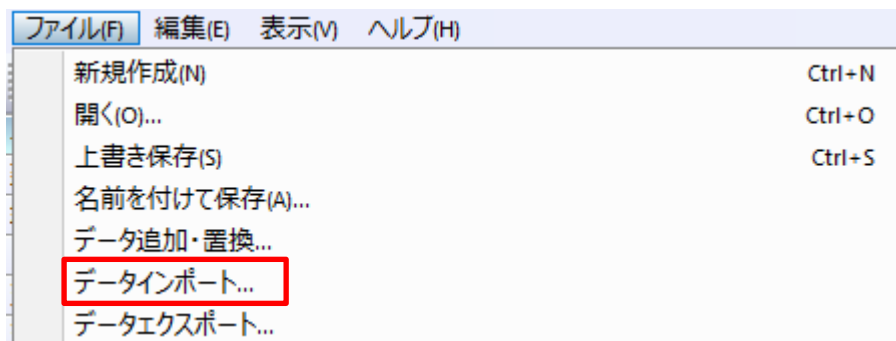 ファイル(F) 編集(E) 表示(V) ヘルプ(H)
新規作成(N) Ctrl+N
開く(O)... Ctrl+O
上書き保存(S) Ctrl+S
名前を付けて保存(A)...
データ追加・置換...
データインポート...
データエクスポート...